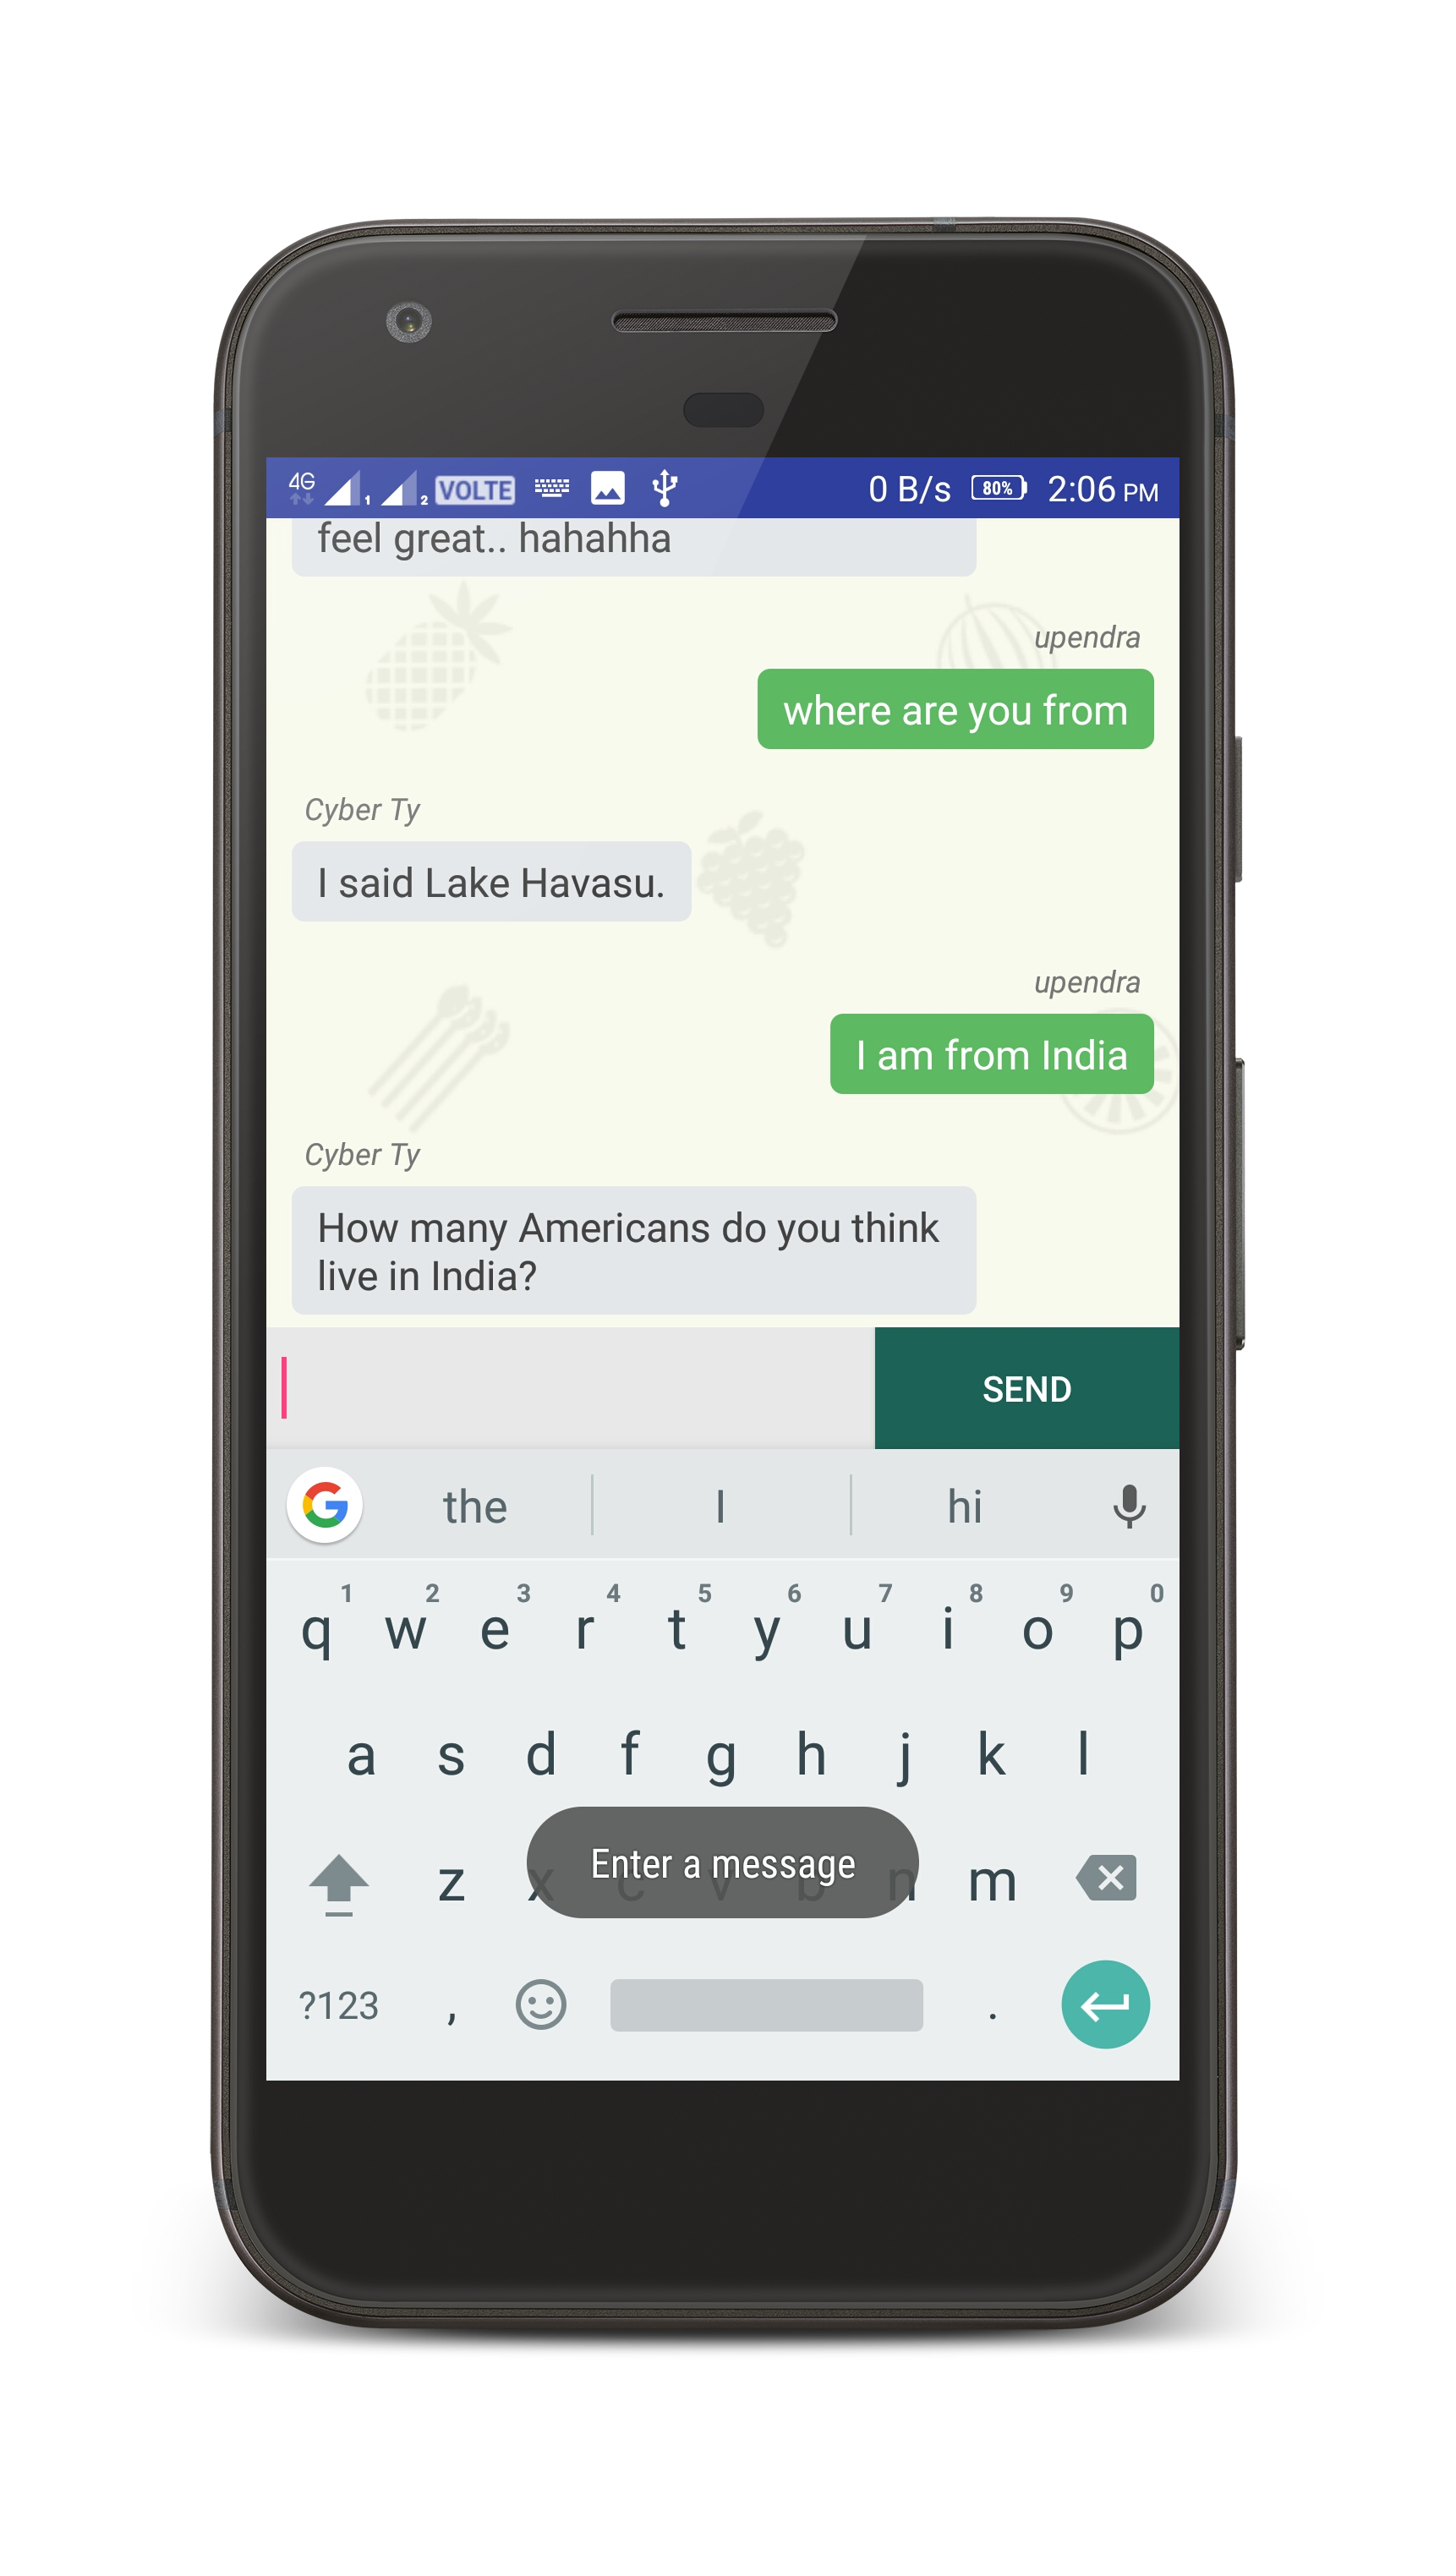 4G 1 2 VOLTE 0 B/s 80% 2:06 PM
feel great.. hahahha
upendra
where are you from
Cyber Ty
I said Lake Havasu.
upendra
I am from India
Cyber Ty
How many Americans do you think
live in India?
SEND
G the I hi
1 2 3 4 5 6 7 8 9 0
q w e r t y u i o p
a s d f g h j k l
z x c v b n m
Enter a message
?123 , .